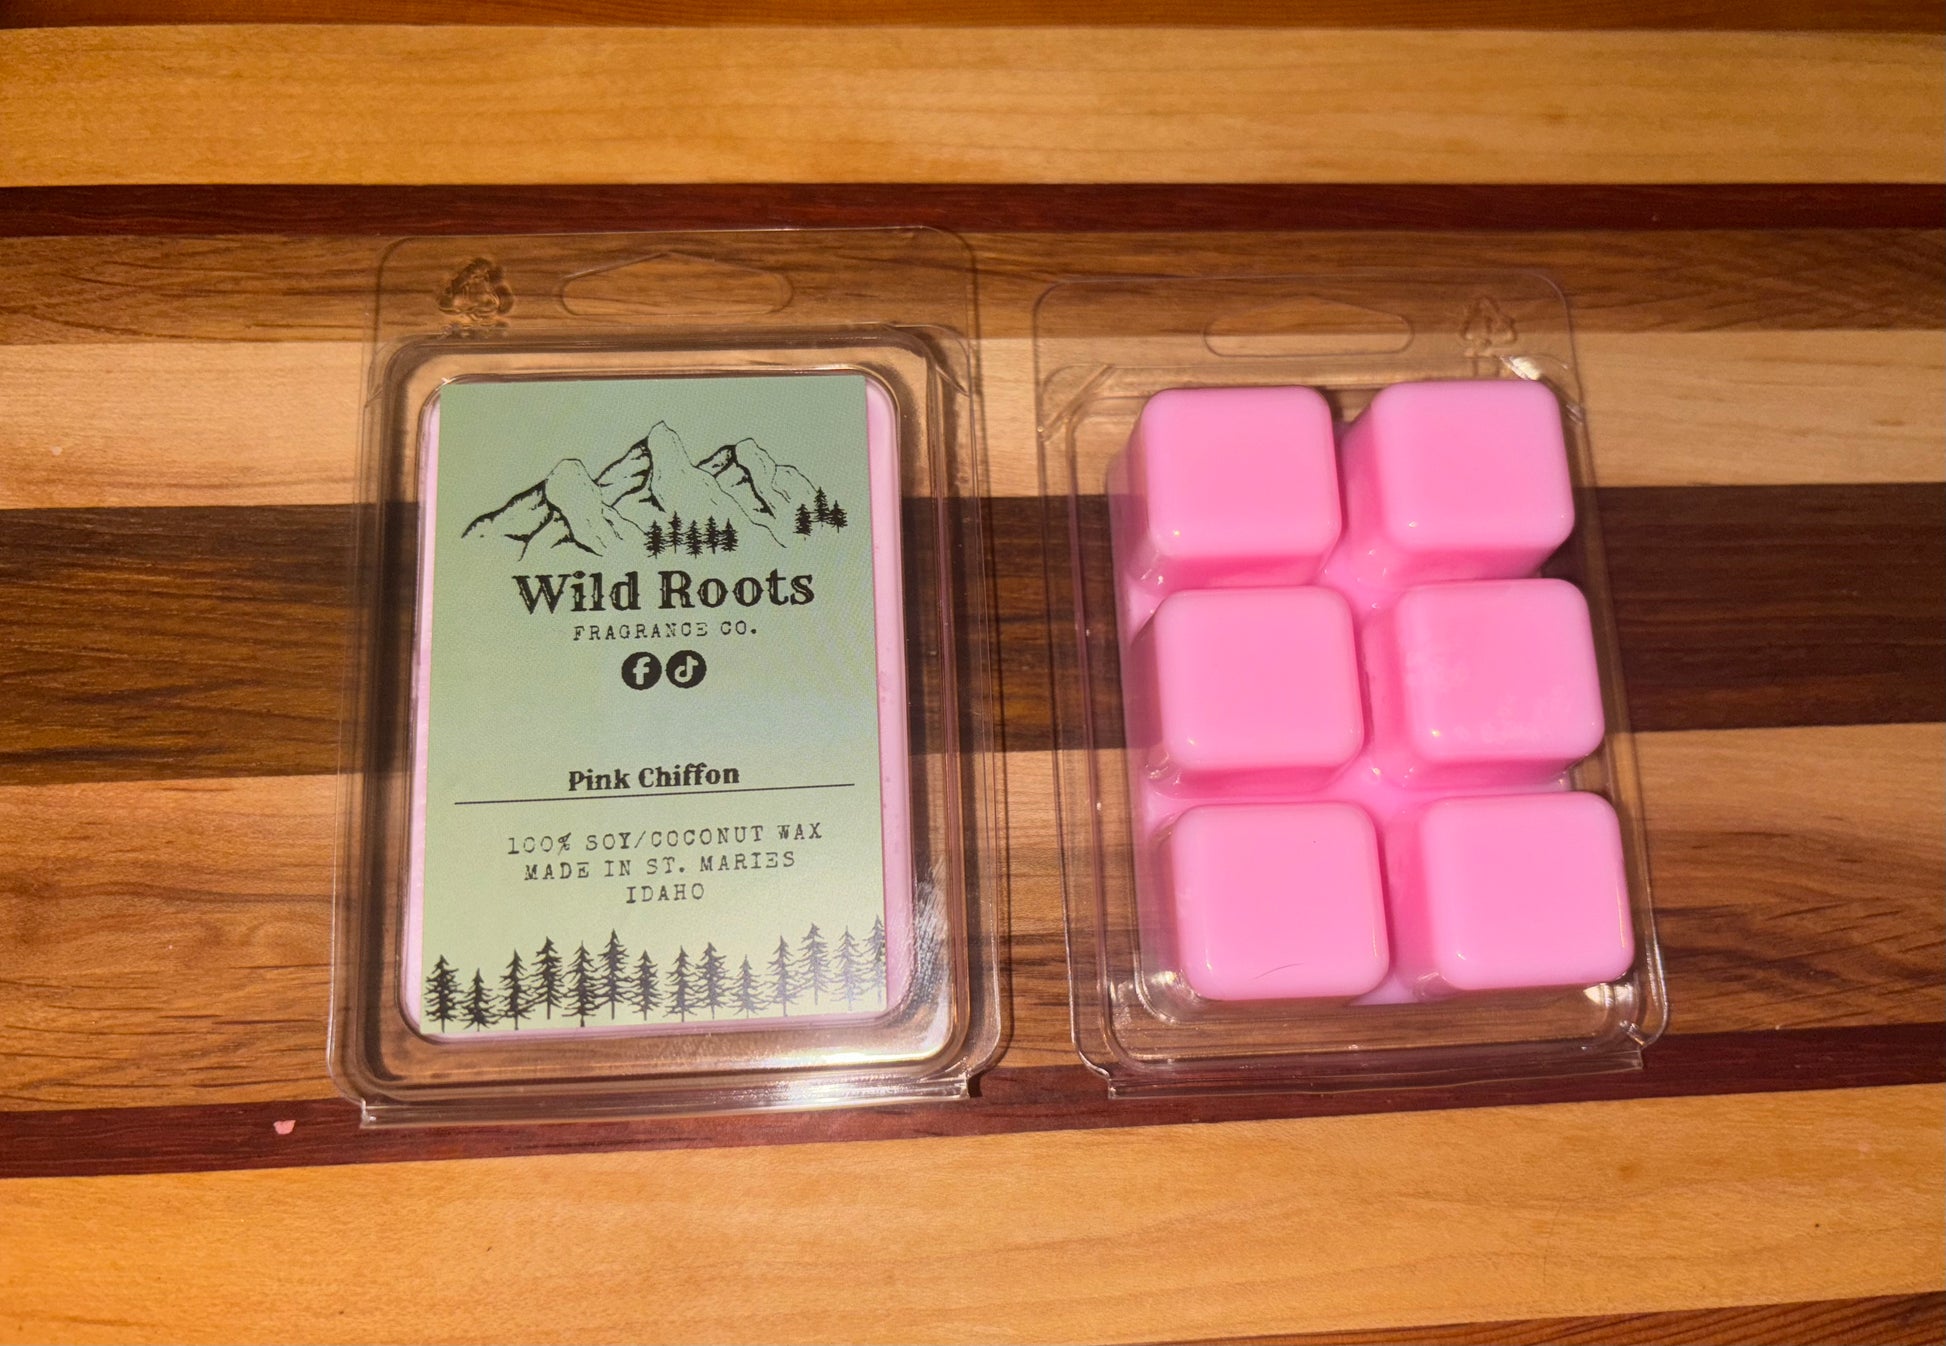 Wild Roots
FRAGRANCE CO.
Pink Chiffon
100% SOY/COCONUT WAX
MADE IN ST. MARIES
IDAHO